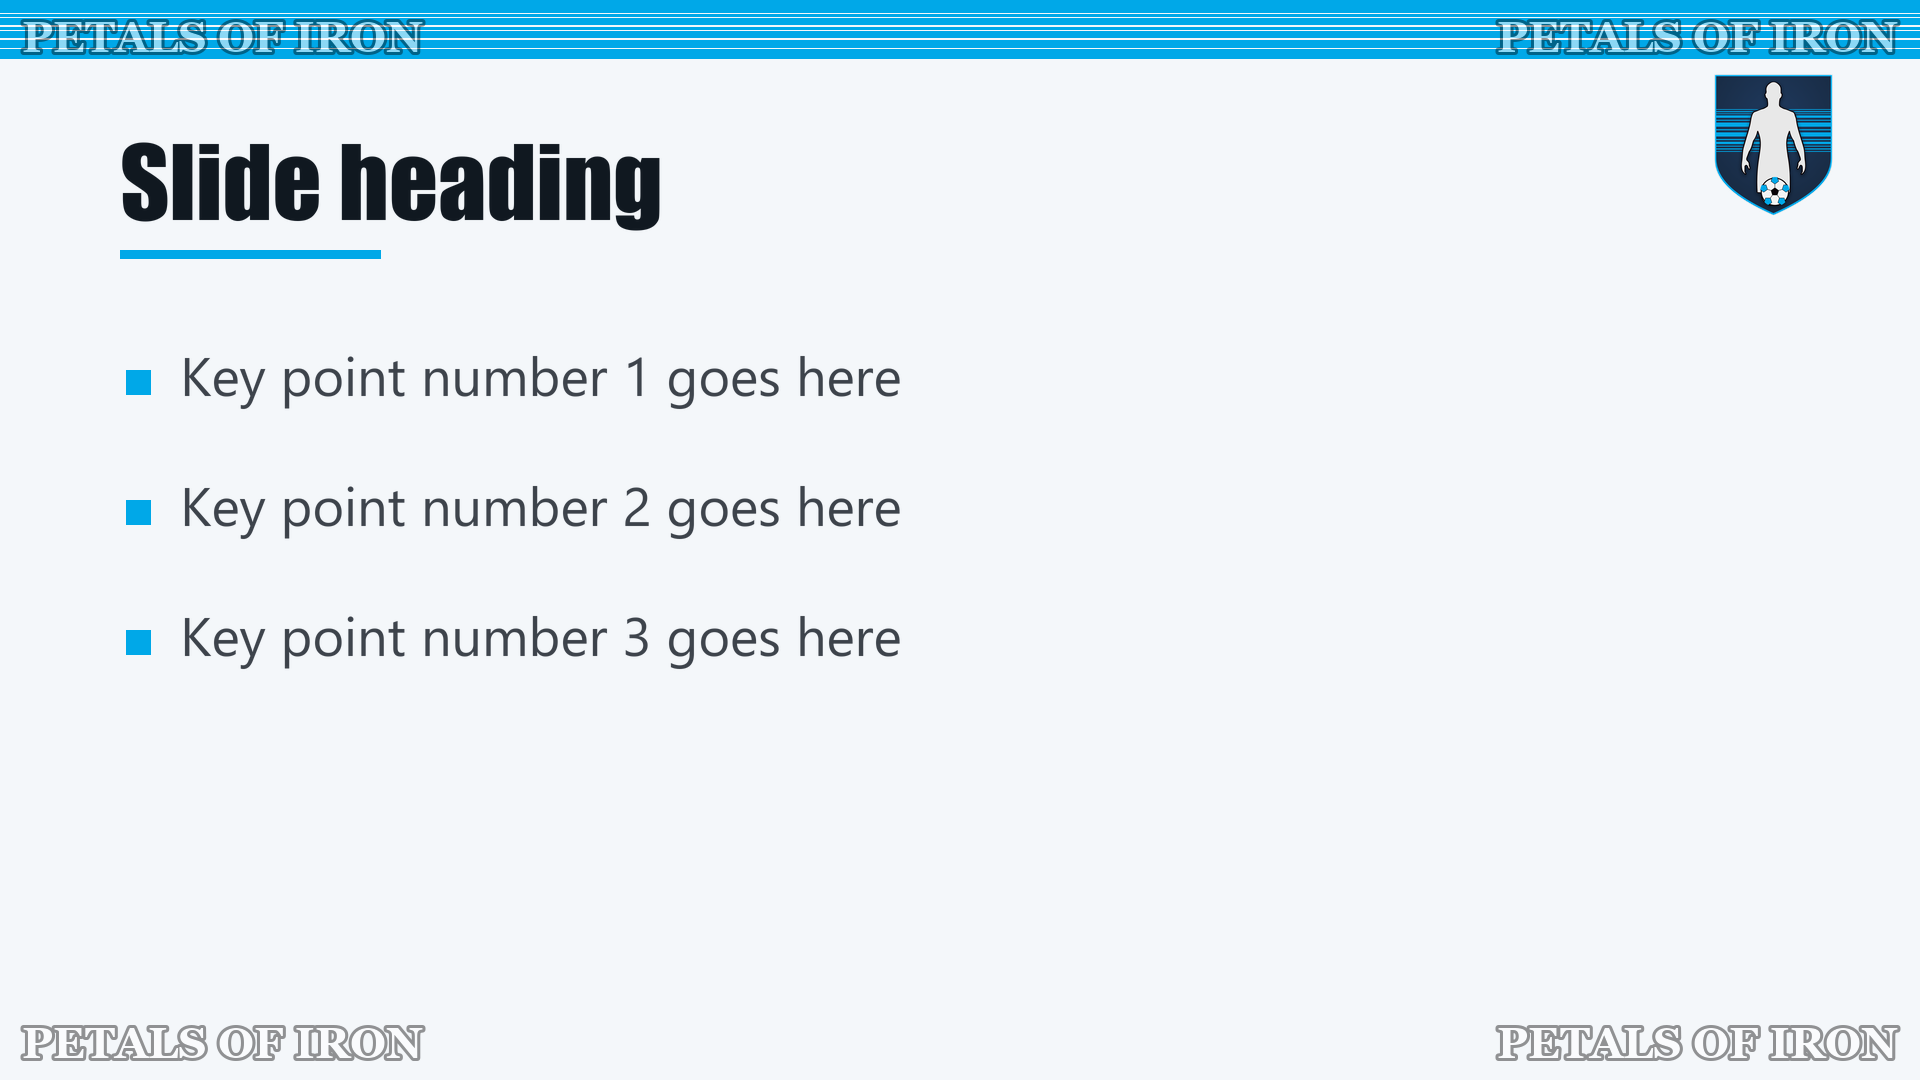 PETALS OF IRON PETALS OF IRON
Slide heading
Key point number 1 goes here
Key point number 2 goes here
Key point number 3 goes here
PETALS OF IRON PETALS OF IRON